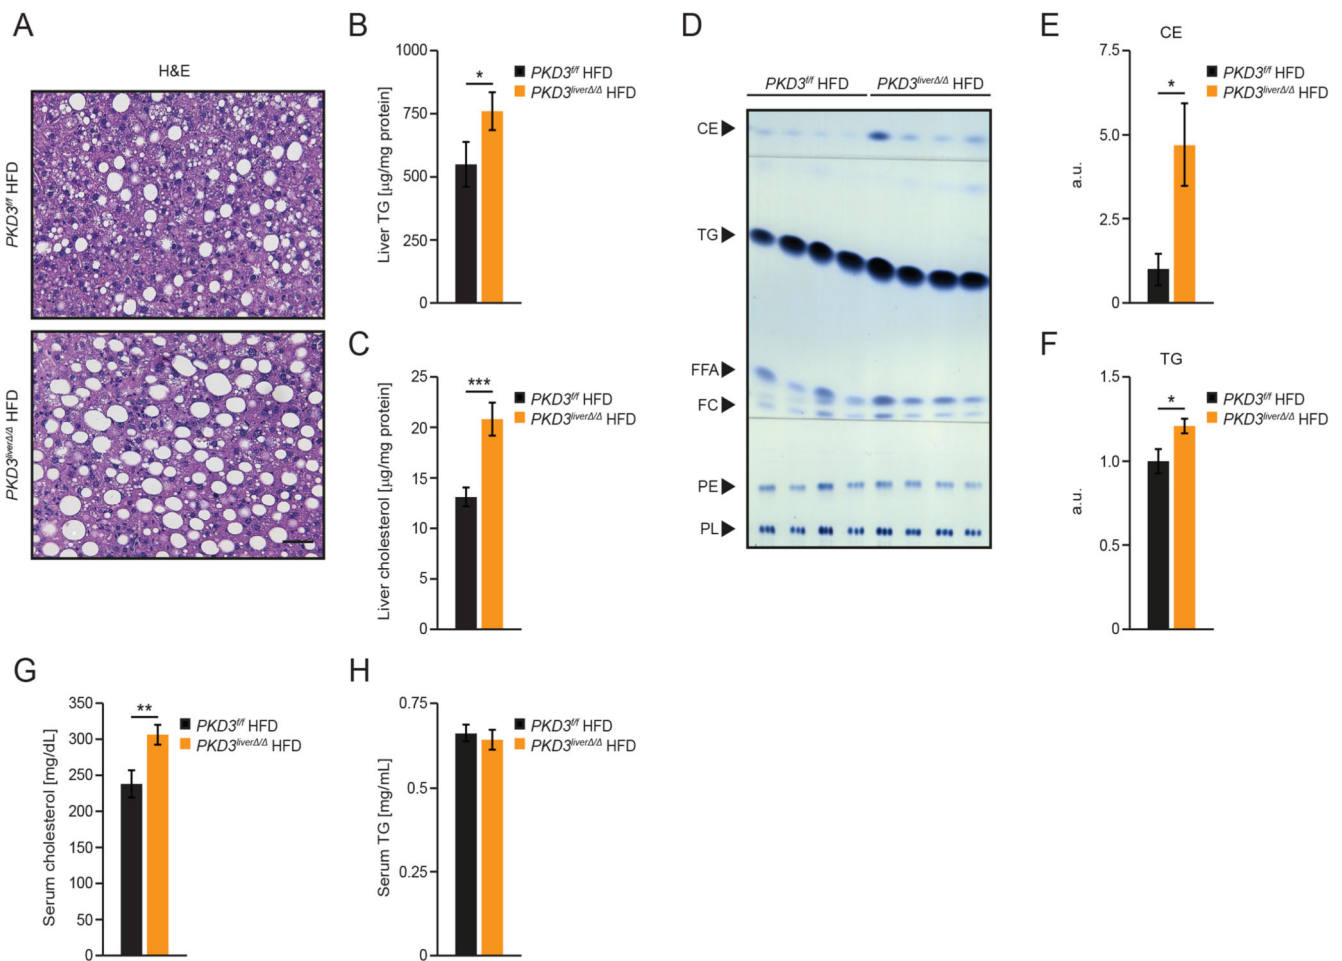 A
H&E
PKD3f/f HFD
PKD3liverΔ/Δ HFD
B
1000
750
500
250
0
Liver TG [µg/mg protein]
*
PKD3f/f HFD
PKD3liverΔ/Δ HFD
C
25
20
15
10
5
0
Liver cholesterol [µg/mg protein]
***
PKD3f/f HFD
PKD3liverΔ/Δ HFD
D
PKD3f/f HFD
PKD3liverΔ/Δ HFD
CE
TG
FFA
FC
PE
PL
E
CE
7.5
5.0
2.5
0
a.u.
*
PKD3f/f HFD
PKD3liverΔ/Δ HFD
F
TG
1.5
1.0
0.5
0
a.u.
*
PKD3f/f HFD
PKD3liverΔ/Δ HFD
G
350
300
250
200
150
100
50
0
Serum cholesterol [mg/dL]
**
PKD3f/f HFD
PKD3liverΔ/Δ HFD
H
0.75
0.5
0.25
0
Serum TG [mg/mL]
PKD3f/f HFD
PKD3liverΔ/Δ HFD